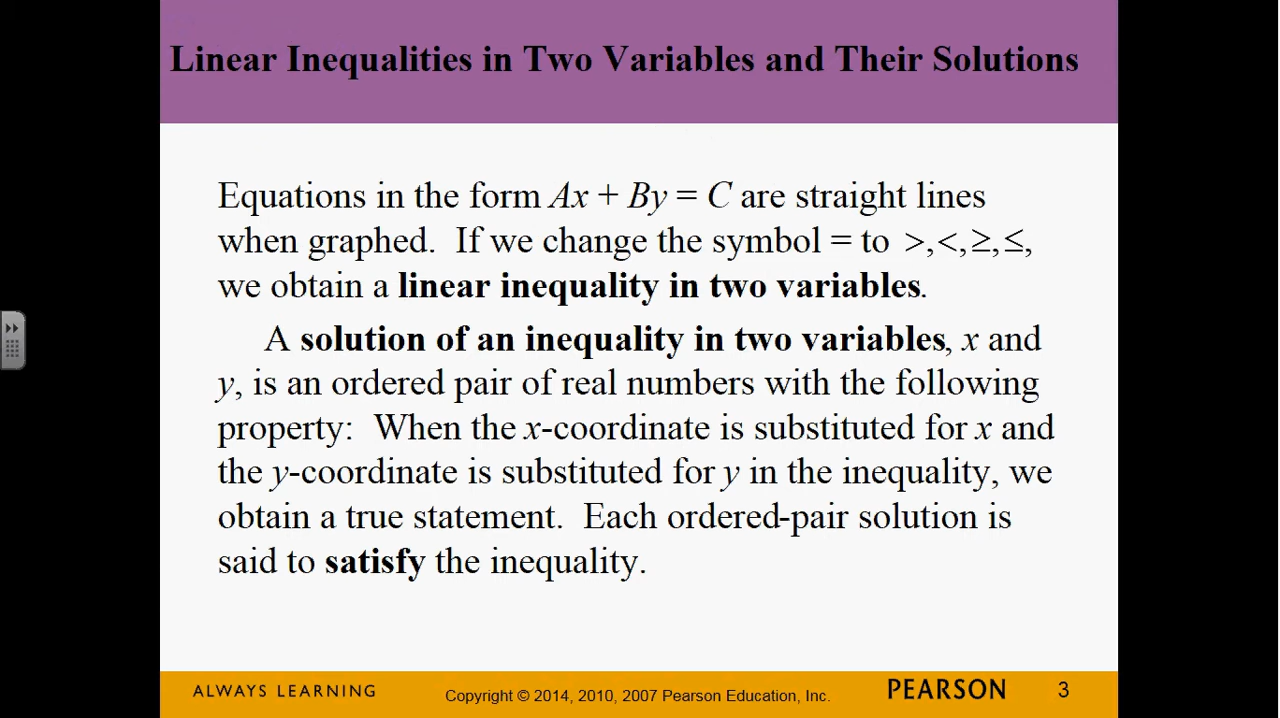 Linear Inequalities in Two Variables and Their Solutions
Equations in the form Ax + By = C are straight lines
when graphed. If we change the symbol = to >,<,≥,≤,
we obtain a linear inequality in two variables.
A solution of an inequality in two variables, x and
y, is an ordered pair of real numbers with the following
property: When the x-coordinate is substituted for x and
the y-coordinate is substituted for y in the inequality, we
obtain a true statement. Each ordered-pair solution is
said to satisfy the inequality.
ALWAYS LEARNING
Copyright © 2014, 2010, 2007 Pearson Education, Inc.
PEARSON
3